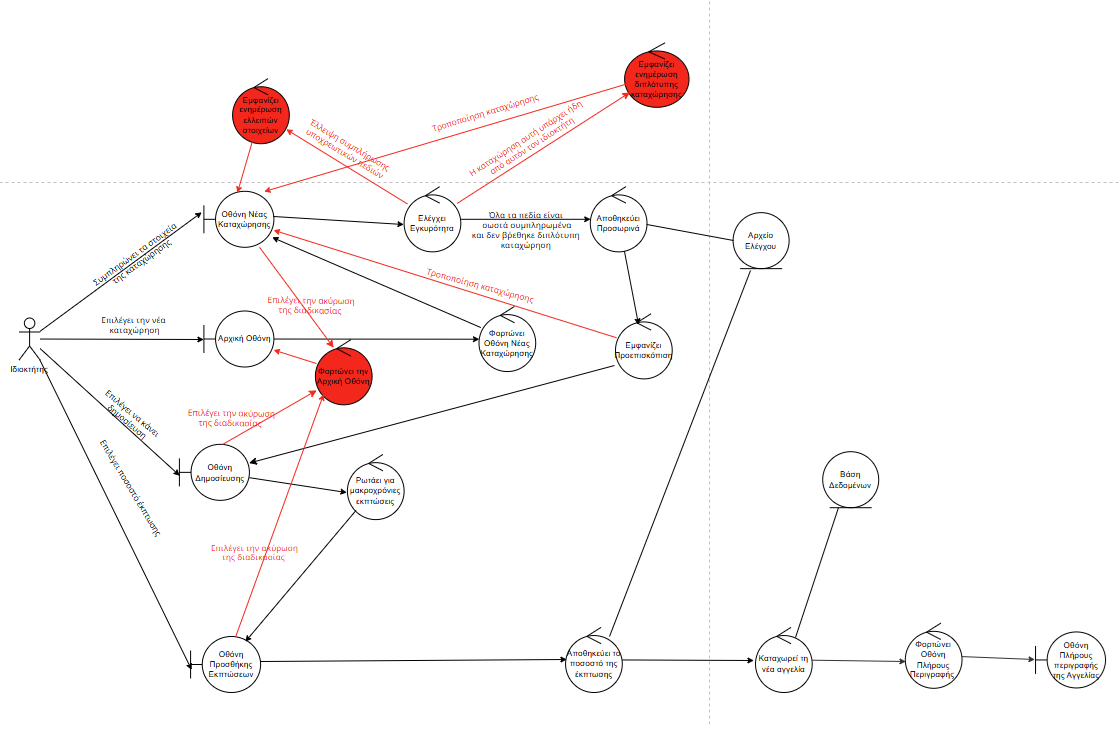 Εμφανίζει
ενημέρωση
διπλότυπης
καταχώρησης
Εμφανίζει
ενημέρωση
ελλειπών
στοιχείων
Τροποποίηση καταχώρησης
Έλλειψη συμπλήρωσης
υποχρεωτικών πεδίων
Η καταχώρηση αυτή υπάρχει ήδη
από αυτόν τον ιδιοκτήτη
Οθόνη Νέας
Καταχώρησης
Ελέγχει
Εγκυρότητα
Όλα τα πεδία είναι
σωστά συμπληρωμένα
και δεν βρέθηκε διπλότυπη
καταχώρηση
Αποθηκεύει
Προσωρινά
Αρχείο
Ελέγχου
Συμπληρώνει τα στοιχεία
της καταχώρησης
Τροποποίηση καταχώρησης
Επιλέγει την ακύρωση
της διαδικασίας
Επιλέγει την νέα
καταχώρηση
Αρχική Οθόνη
Φορτώνει
Οθόνη Νέας
Καταχώρησης
Εμφανίζει
Προεπισκόπιση
Ιδιοκτήτης
Φορτώνει την
Αρχική Οθόνη
Επιλέγει να κάνει
δημοσίευση
Επιλέγει την ακύρωση
της διαδικασίας
Οθόνη
Δημοσίευσης
Ρωτάει για
μακροχρόνιες
εκπτώσεις
Βάση
Δεδομένων
Επιλέγει ποσοστό έκπτωσης
Επιλέγει την ακύρωση
της διαδικασίας
Οθόνη
Προσθήκης
Εκπτώσεων
Αποθηκεύει το
ποσοστό της
έκπτωσης
Καταχωρεί τη
νέα αγγελία
Φορτώνει
Οθόνη
Πλήρους
Περιγραφής
Οθόνη
Πλήρους
περιγραφής
της Αγγελίας